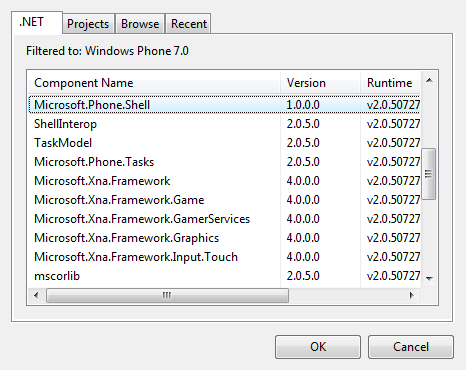 .NET Projects Browse Recent
Filtered to: Windows Phone 7.0
Component Name Version Runtime
Microsoft.Phone.Shell 1.0.0.0 v2.0.50727
ShellInterop 2.0.5.0 v2.0.50727
TaskModel 2.0.5.0 v2.0.50727
Microsoft.Phone.Tasks 2.0.5.0 v2.0.50727
Microsoft.Xna.Framework 4.0.0.0 v2.0.50727
Microsoft.Xna.Framework.Game 4.0.0.0 v2.0.50727
Microsoft.Xna.Framework.GamerServices 4.0.0.0 v2.0.50727
Microsoft.Xna.Framework.Graphics 4.0.0.0 v2.0.50727
Microsoft.Xna.Framework.Input.Touch 4.0.0.0 v2.0.50727
mscorlib 2.0.5.0 v2.0.50727
OK Cancel